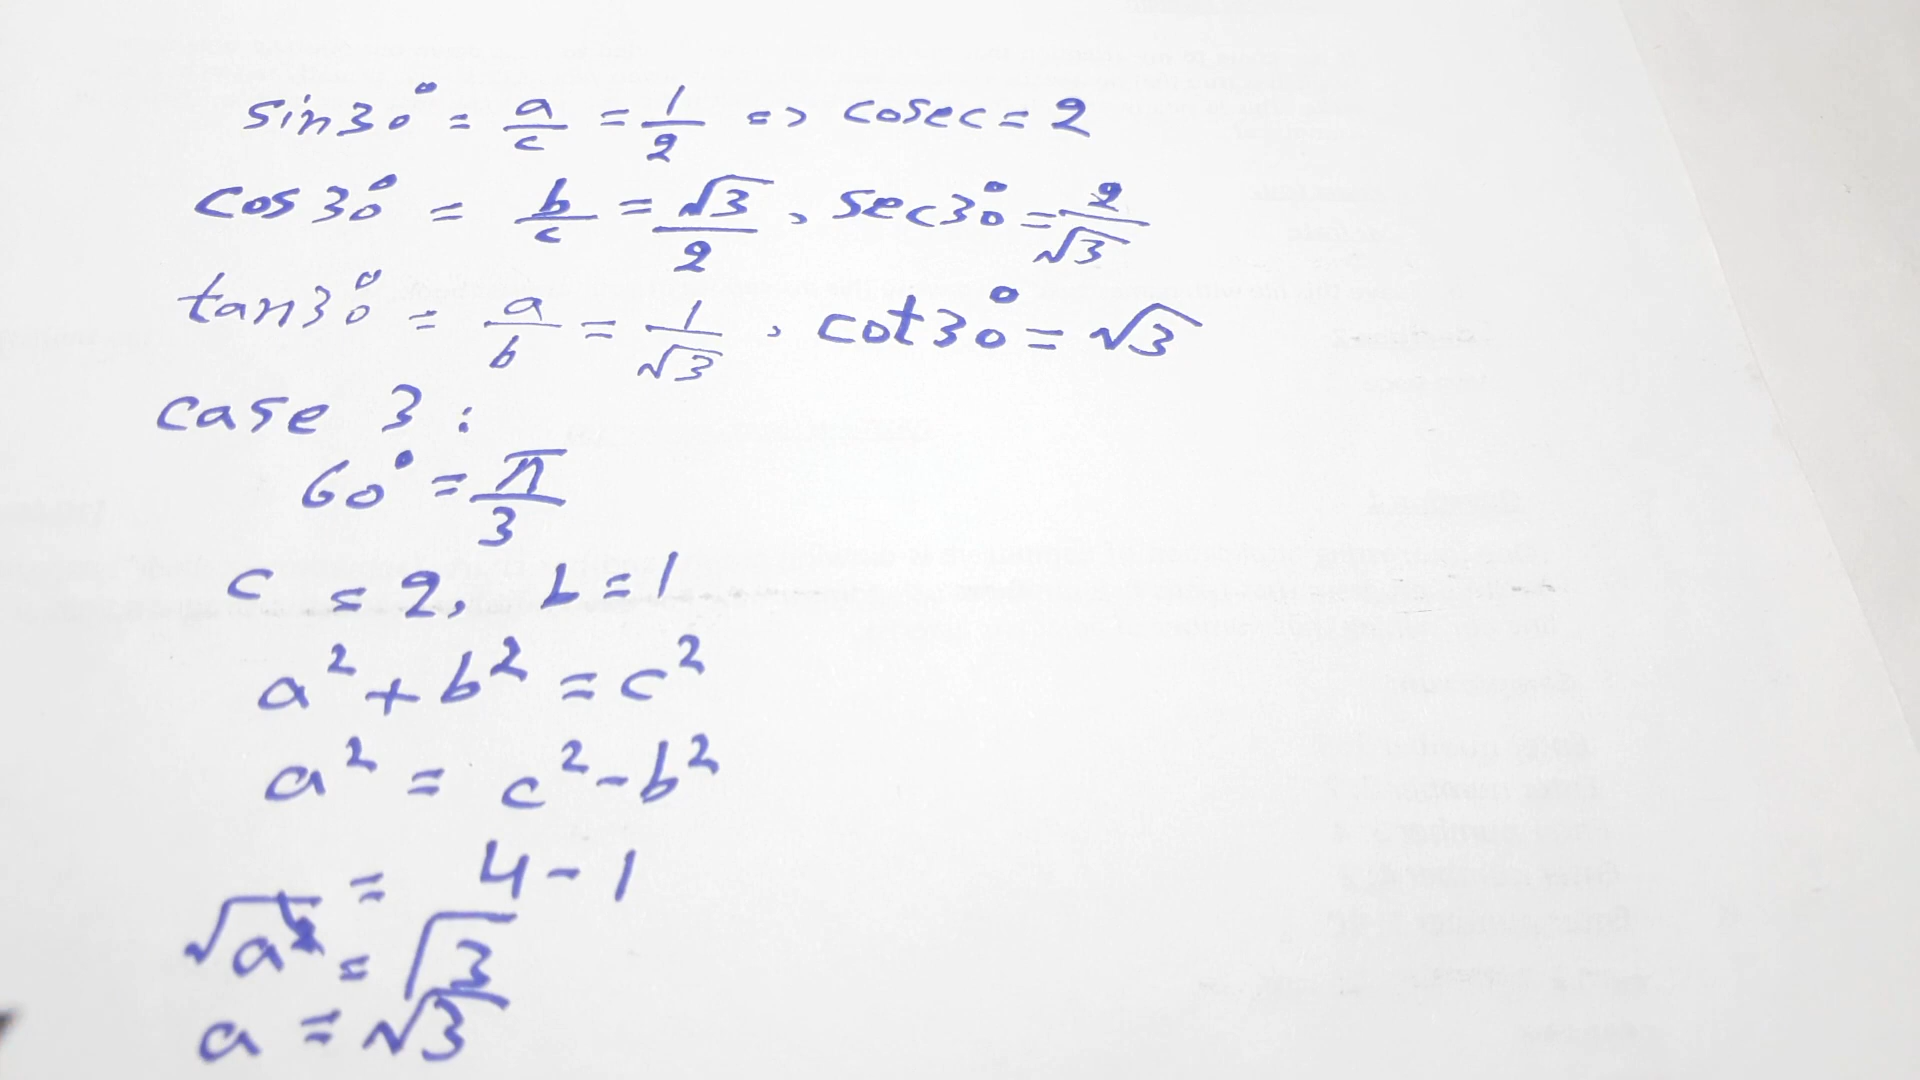 sin30° = a/c = 1/2 => cosec = 2
cos30° = b/c = √3/2, sec30° = 2/√3
tan30° = a/b = 1/√3, cot30° = √3
case 3:
60° = π/3
c = 2, b = 1
a² + b² = c²
a² = c² - b²
= 4 - 1
√a² = √3
a = √3